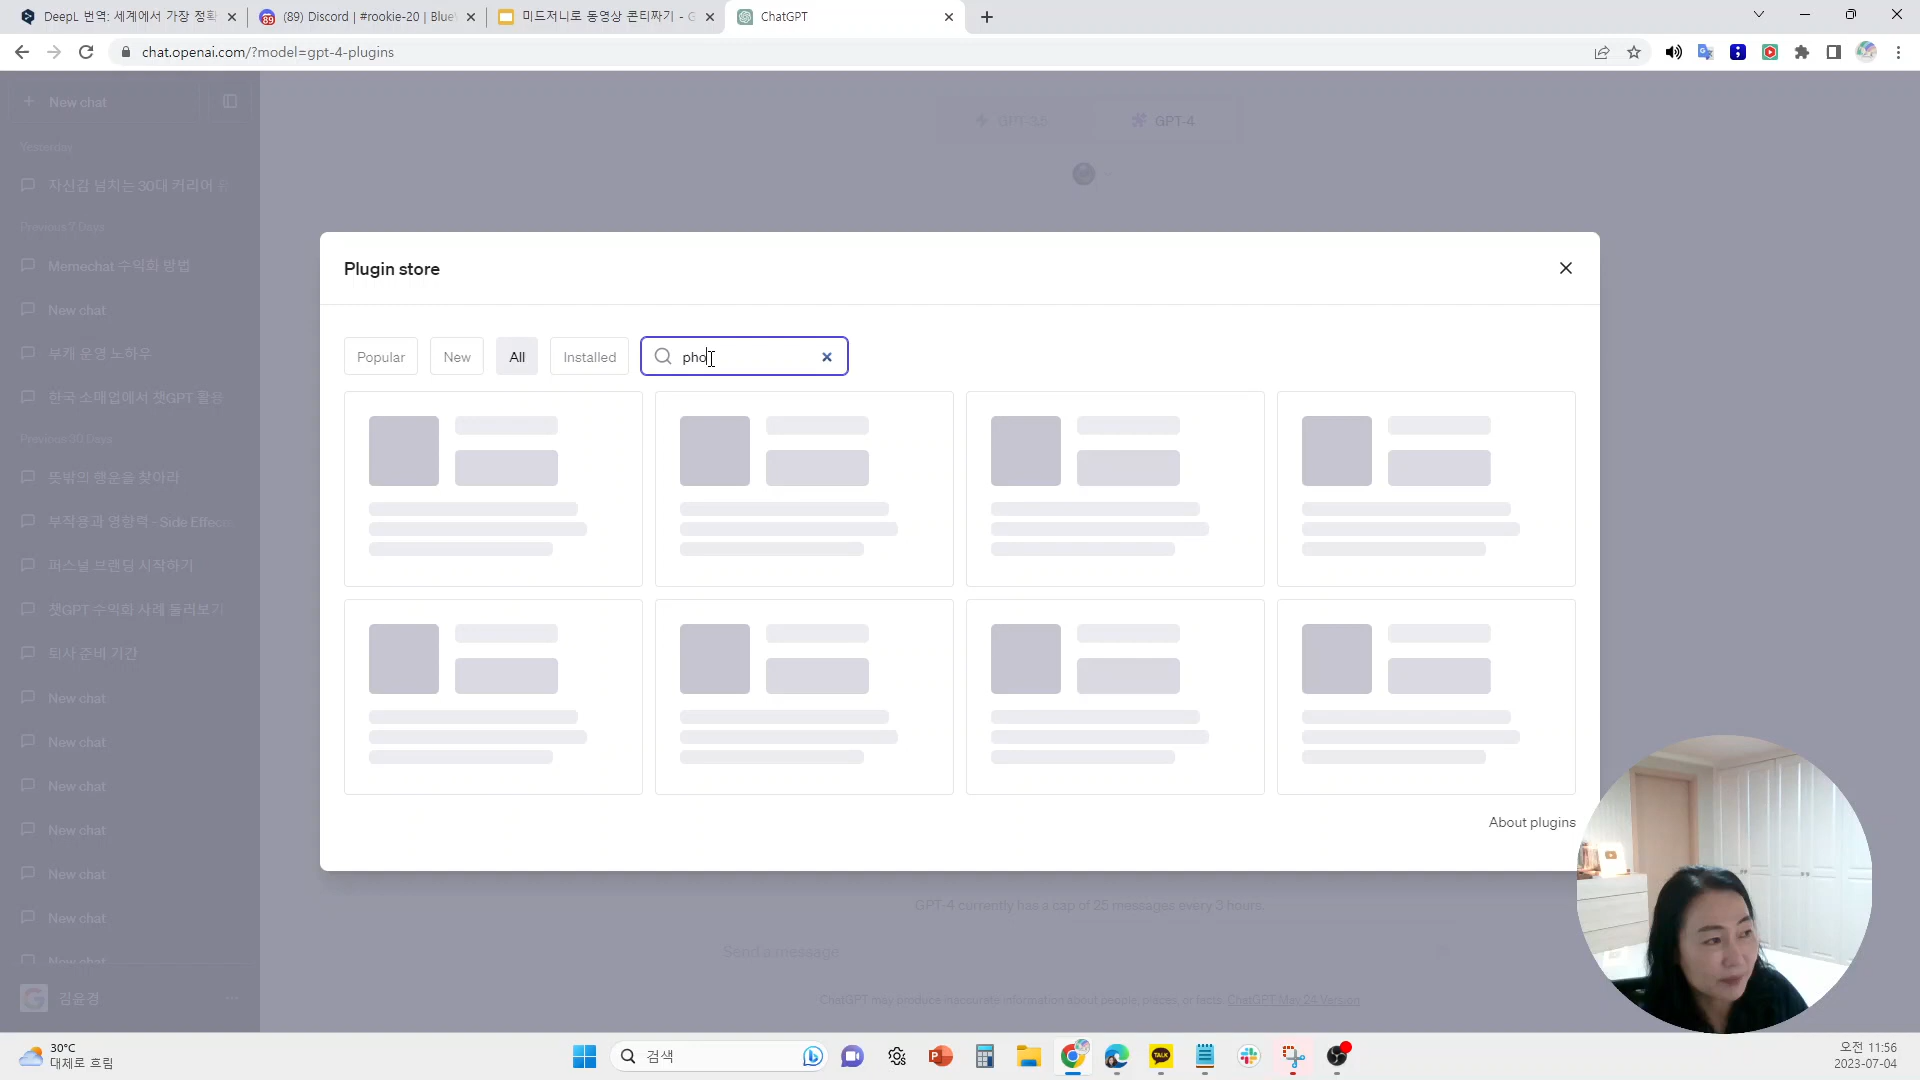 DeepL 번역: 세계에서 가장 정확
(89) Discord | #rookie-20 | Blue
미드저니로 동영상 콘티짜기 - G
ChatGPT
chat.openai.com/?model=gpt-4-plugins
New chat
GPT-3.5
GPT-4
Yesterday
자신감 넘치는 30대 커리어
Previous 7 Days
Memechat 수익화 방법
New chat
부캐 운영 노하우
한국 소매업에서 챗GPT 활용
Previous 30 Days
뜻밖의 행운을 찾아라
부작용과 영향력 - Side Effec
퍼스널 브랜딩 시작하기
챗GPT 수익화 사례 둘러보기
퇴사 준비 기간
New chat
New chat
New chat
New chat
New chat
New chat
New chat
김윤경
Plugin store
Popular
New
All
Installed
pho
About plugins
GPT-4 currently has a cap of 25 messages every 3 hours.
Send a message
ChatGPT may produce inaccurate information about people, places, or facts. ChatGPT May 24 Version
30°C
대체로 흐림
검색
TALK
오전 11:56
2023-07-04